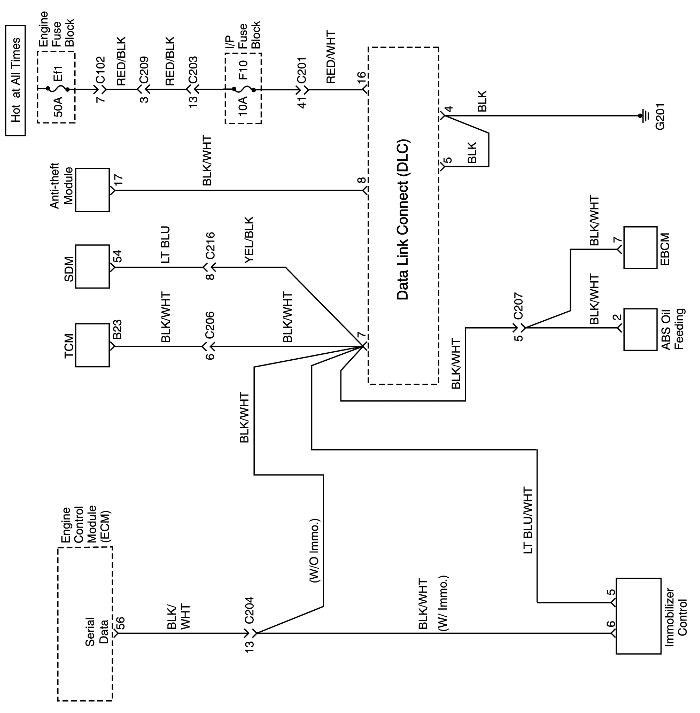 Hot at All Times
Engine
Fuse
Block
Ef1
50A
7
C102
RED/BLK
3
C209
RED/BLK
13
C203
I/P
Fuse
Block
F10
10A
41
C201
RED/WHT
16
Anti-theft
Module
17
BLK/WHT
8
SDM
54
LT BLU
8
C216
YEL/BLK
TCM
B23
BLK/WHT
6
C206
BLK/WHT
7
Data Link Connect (DLC)
4
BLK
G201
5
BLK
BLK/WHT
5
C207
BLK/WHT
7
EBCM
BLK/WHT
2
ABS Oil
Feeding
BLK/WHT
(W/O Immo.)
Engine
Control
Module
(ECM)
Serial
Data
56
BLK/
WHT
13
C204
BLK/WHT
(W/ Immo.)
6
LT BLU/WHT
5
Immobilizer
Control